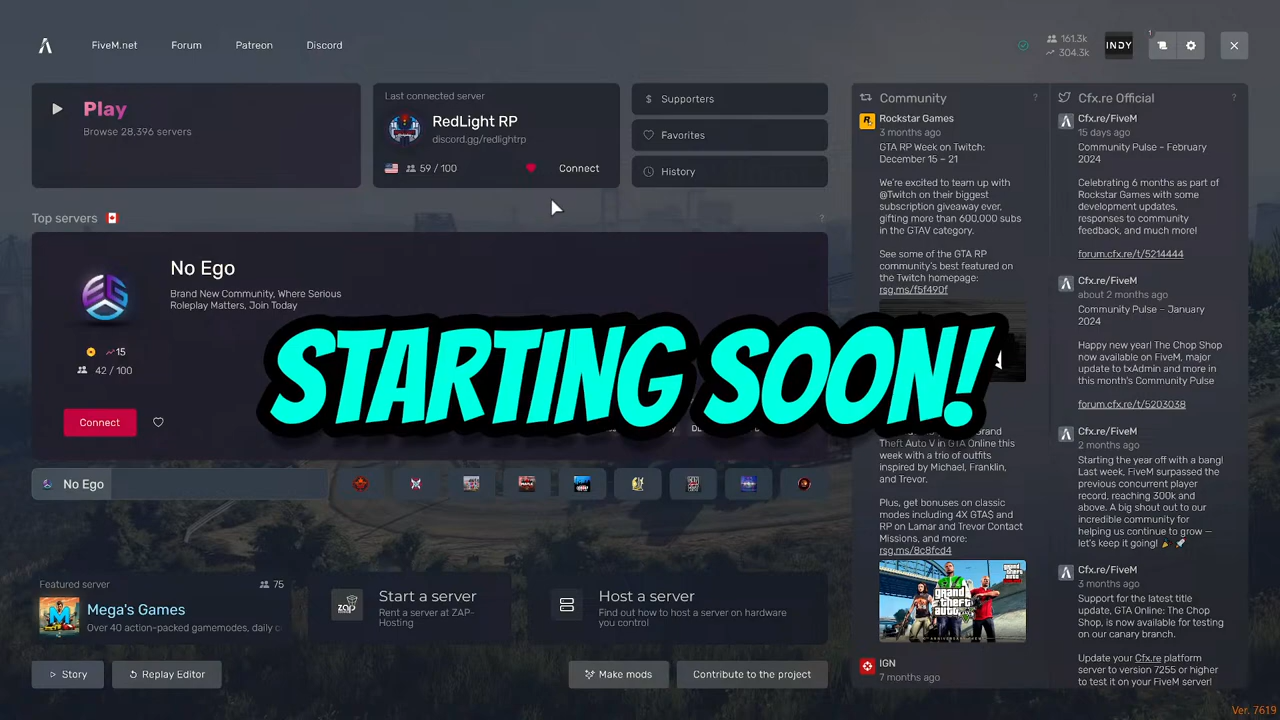 FiveM.net
Forum
Patreon
Discord
161.3k
304.3k
INDY
1
Play
Browse 28,396 servers
Last connected server
RedLight RP
discord.gg/redlightrp
59 / 100
Connect
$ Supporters
Favorites
History
Top servers
?
No Ego
Brand New Community, Where Serious
Roleplay Matters, Join Today
15
42 / 100
Connect
STARTING SOON!
No Ego
Featured server
75
Mega's Games
Over 40 action-packed gamemodes, daily c
ZAP
Start a server
Rent a server at ZAP-
Hosting
Host a server
Find out how to host a server on hardware
you control
Story
Replay Editor
Make mods
Contribute to the project
Community
?
Rockstar Games
3 months ago
GTA RP Week on Twitch:
December 15 – 21
We're excited to team up with
@Twitch on their biggest
subscription giveaway ever,
gifting more than 600,000 subs
in the GTAV category.
See some of the GTA RP
community's best featured on
the Twitch homepage:
rsg.ms/f5f490f
Grand
Theft Auto V in GTA Online this
week with a trio of outfits
inspired by Michael, Franklin,
and Trevor.
Plus, get bonuses on classic
modes including 4X GTA$ and
RP on Lamar and Trevor Contact
Missions, and more:
rsg.ms/8c8fcd4
grand
theft
auto
IGN
7 months ago
Cfx.re Official
?
Cfx.re/FiveM
15 days ago
Community Pulse – February
2024
Celebrating 6 months as part of
Rockstar Games with some
development updates,
responses to community
feedback, and much more!
forum.cfx.re/t/5214444
Cfx.re/FiveM
about 2 months ago
Community Pulse – January
2024
Happy new year! The Chop Shop
now available on FiveM, major
update to txAdmin and more in
this month's Community Pulse
forum.cfx.re/t/5203038
Cfx.re/FiveM
2 months ago
Starting the year off with a bang!
Last week, FiveM surpassed the
previous concurrent player
record, reaching 300k and
above. A big shout out to our
incredible community for
helping us continue to grow —
let's keep it going!
Cfx.re/FiveM
3 months ago
Support for the latest title
update, GTA Online: The Chop
Shop, is now available for testing
on our canary branch.
Update your Cfx.re platform
server to version 7255 or higher
to test it on your FiveM server!
Ver. 7619